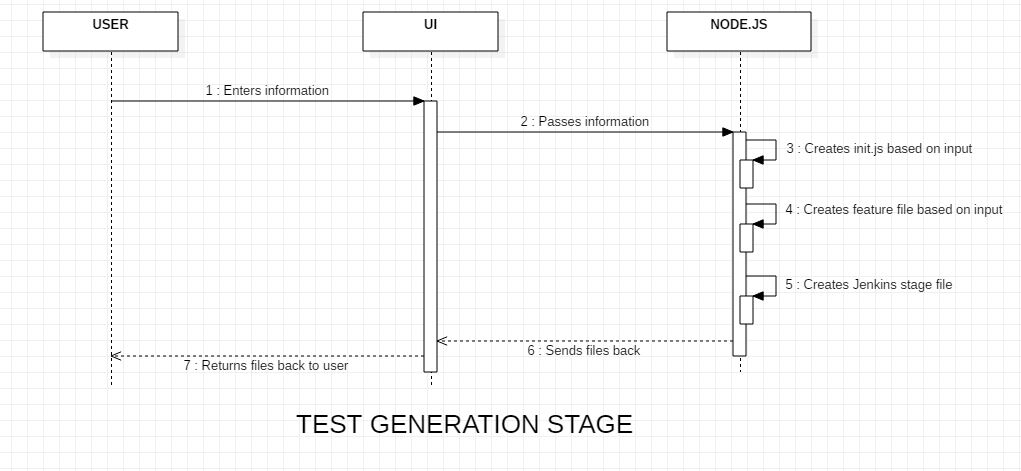 USER
UI
NODE.JS
1 : Enters information
2 : Passes information
3 : Creates init.js based on input
4 : Creates feature file based on input
5 : Creates Jenkins stage file
6 : Sends files back
7 : Returns files back to user
TEST GENERATION STAGE